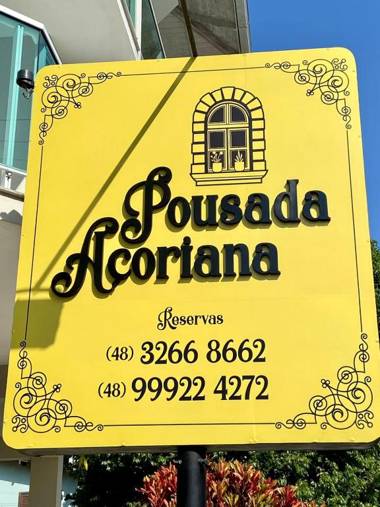 Pousada
Açoriana
Reservas
(48) 3266 8662
(48) 99922 4272